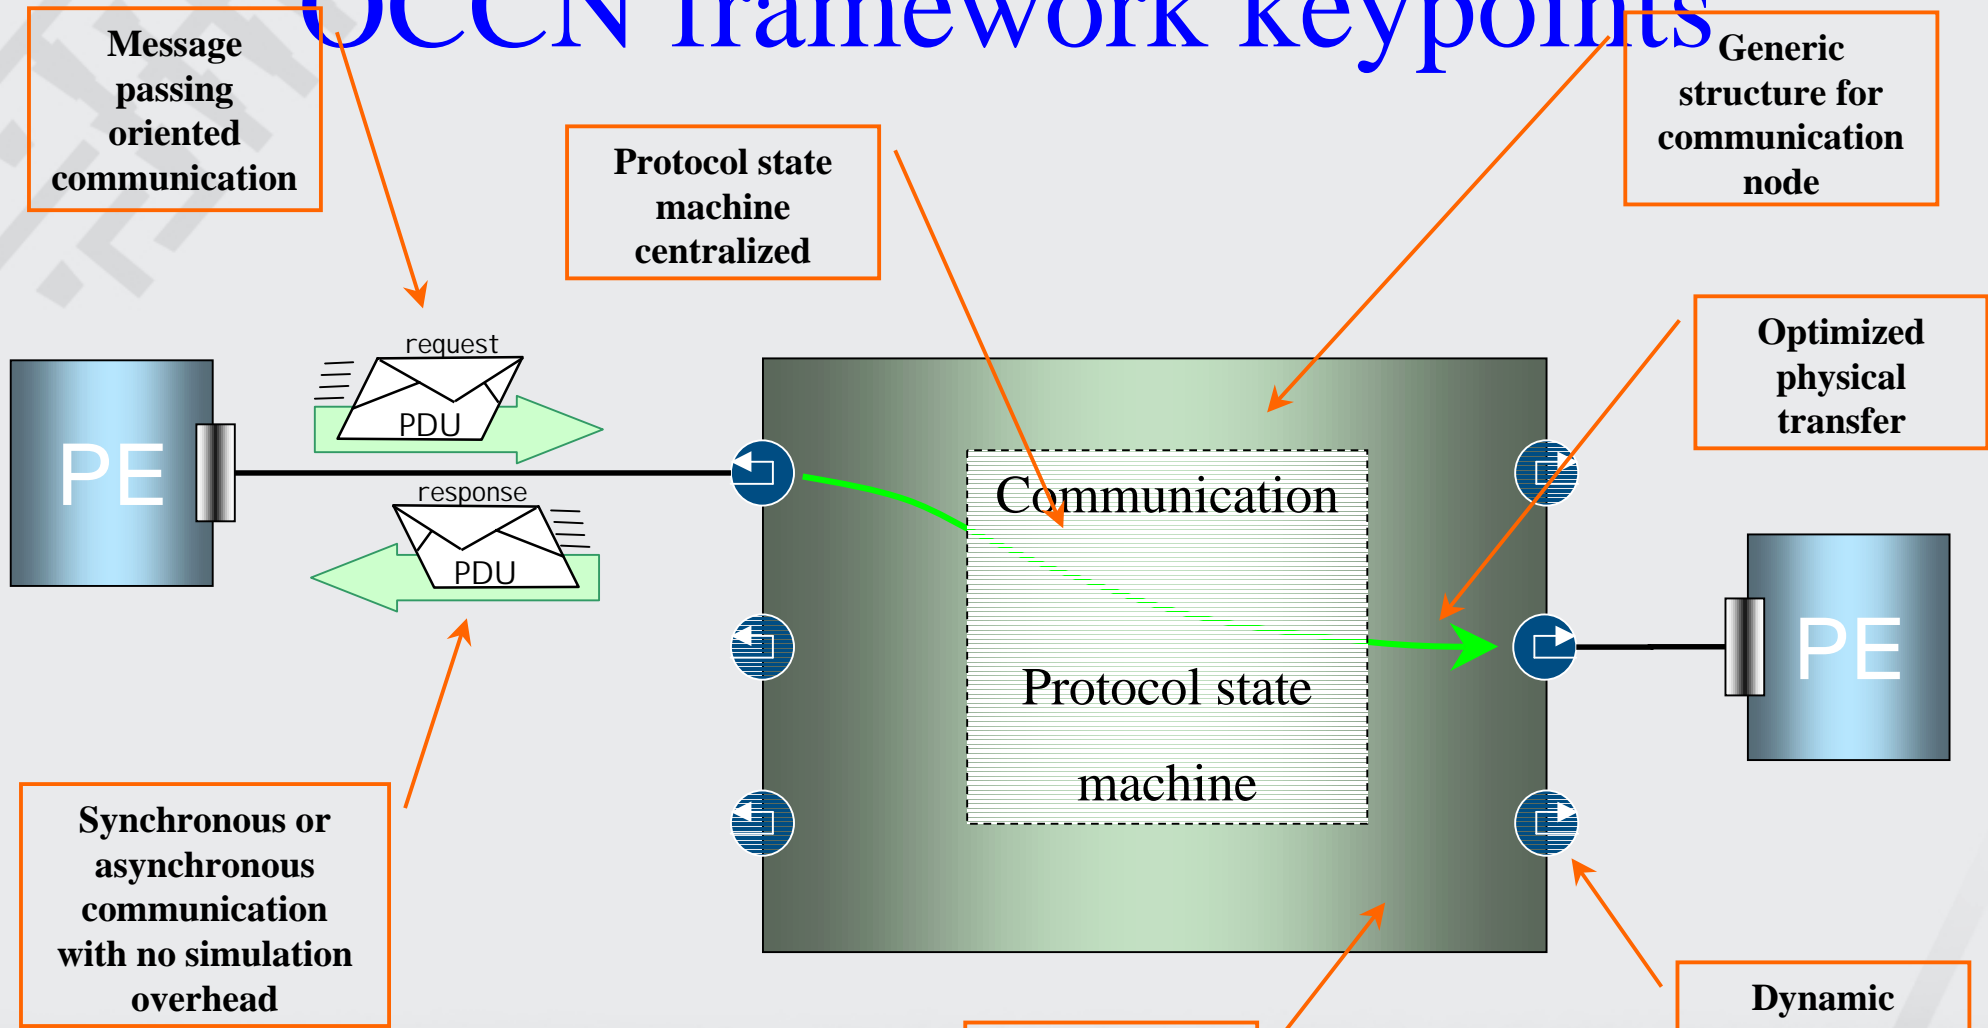 OCCN framework keypoints
Message
passing
oriented
communication
Protocol state
machine
centralized
Generic
structure for
communication
node
Optimized
physical
transfer
request
PDU
PE
response
PDU
Communication
Protocol state
machine
PE
Synchronous or
asynchronous
communication
with no simulation
overhead
Dynamic